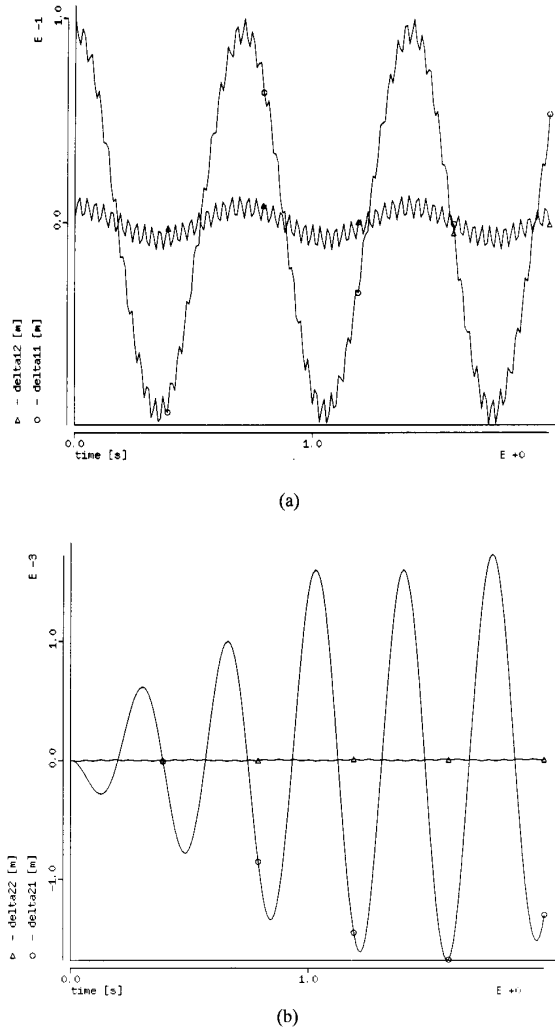 1.0
E -1
0.0
△ - delta12 [m]
○ - delta11 [m]
0.0
1.0
time [s]
E +0
(a)
E -3
1.0
0.0
-1.0
△ - delta22 [m]
○ - delta21 [m]
0.0
1.0
time [s]
E +0
(b)